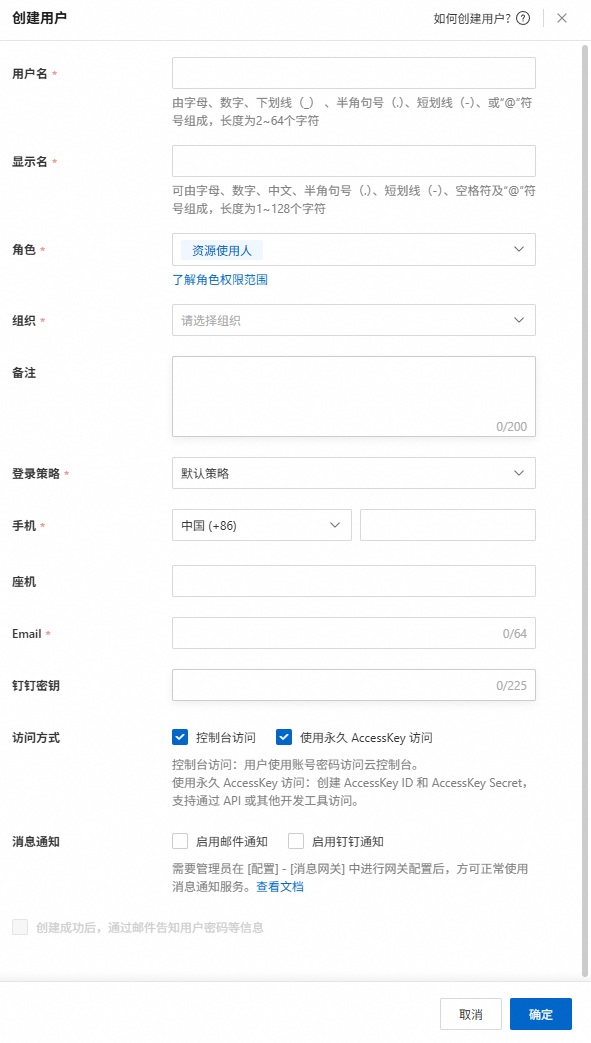 创建用户
如何创建用户?
用户名 *
由字母、数字、下划线（_）、半角句号（.）、短划线（-）、或“@”符
号组成，长度为2~64个字符
显示名 *
可由字母、数字、中文、半角句号（.）、短划线（-）、空格符及“@”符
号组成，长度为1~128个字符
角色 *
资源使用人
了解角色权限范围
组织 *
请选择组织
备注
0/200
登录策略 *
默认策略
手机 *
中国 (+86)
座机
Email *
0/64
钉钉密钥
0/225
访问方式
控制台访问
使用永久 AccessKey 访问
控制台访问：用户使用账号密码访问云控制台。
使用永久 AccessKey 访问：创建 AccessKey ID 和 AccessKey Secret，
支持通过 API 或其他开发工具访问。
消息通知
启用邮件通知
启用钉钉通知
需要管理员在 [配置] - [消息网关] 中进行网关配置后，方可正常使用
消息通知服务。查看文档
创建成功后，通过邮件告知用户密码等信息
取消
确定